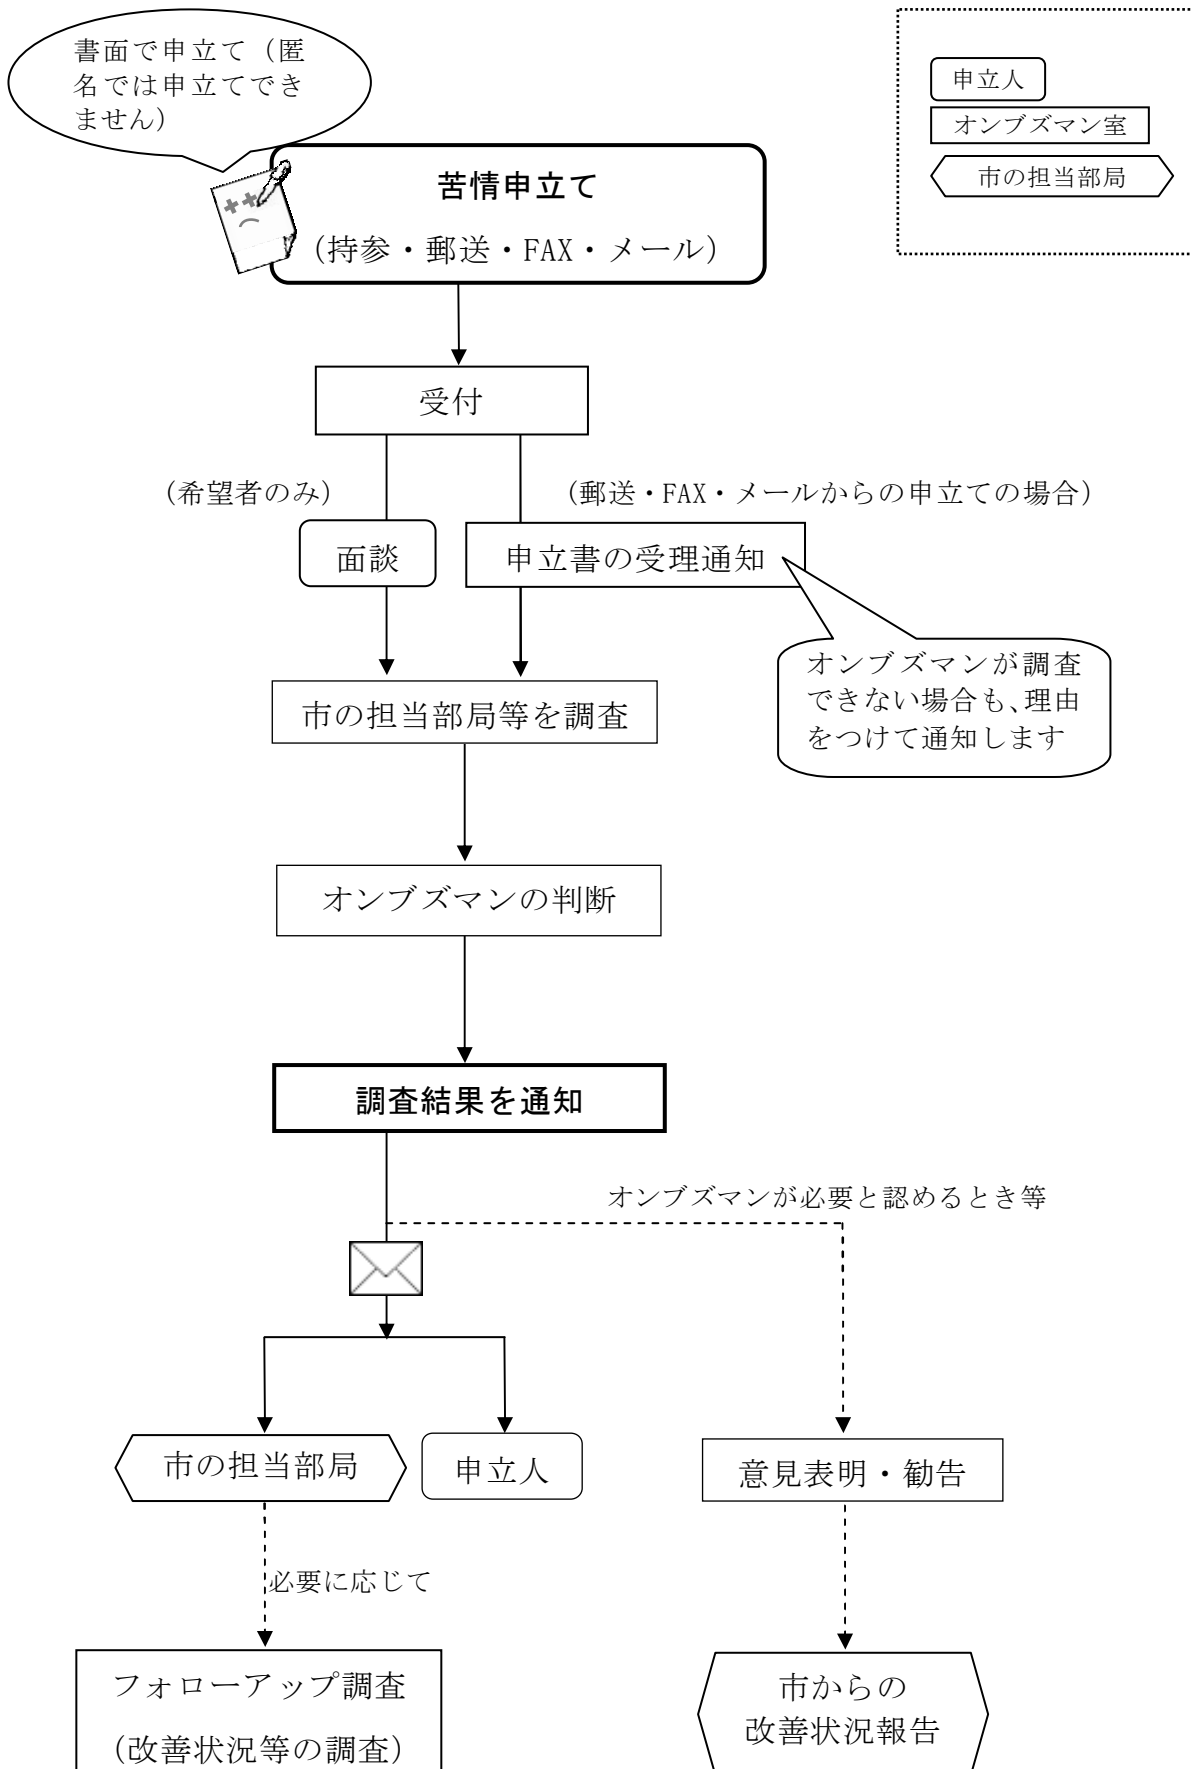 書面で申立て（匿
名では申立てでき
ません）
申立人
オンブズマン室
市の担当部局
苦情申立て
（持参・郵送・FAX・メール）
受付
（希望者のみ）
（郵送・FAX・メールからの申立ての場合）
面談
申立書の受理通知
オンブズマンが調査
できない場合も、理由
をつけて通知します
市の担当部局等を調査
オンブズマンの判断
調査結果を通知
オンブズマンが必要と認めるとき等
市の担当部局
申立人
意見表明・勧告
必要に応じて
フォローアップ調査
（改善状況等の調査）
市からの
改善状況報告